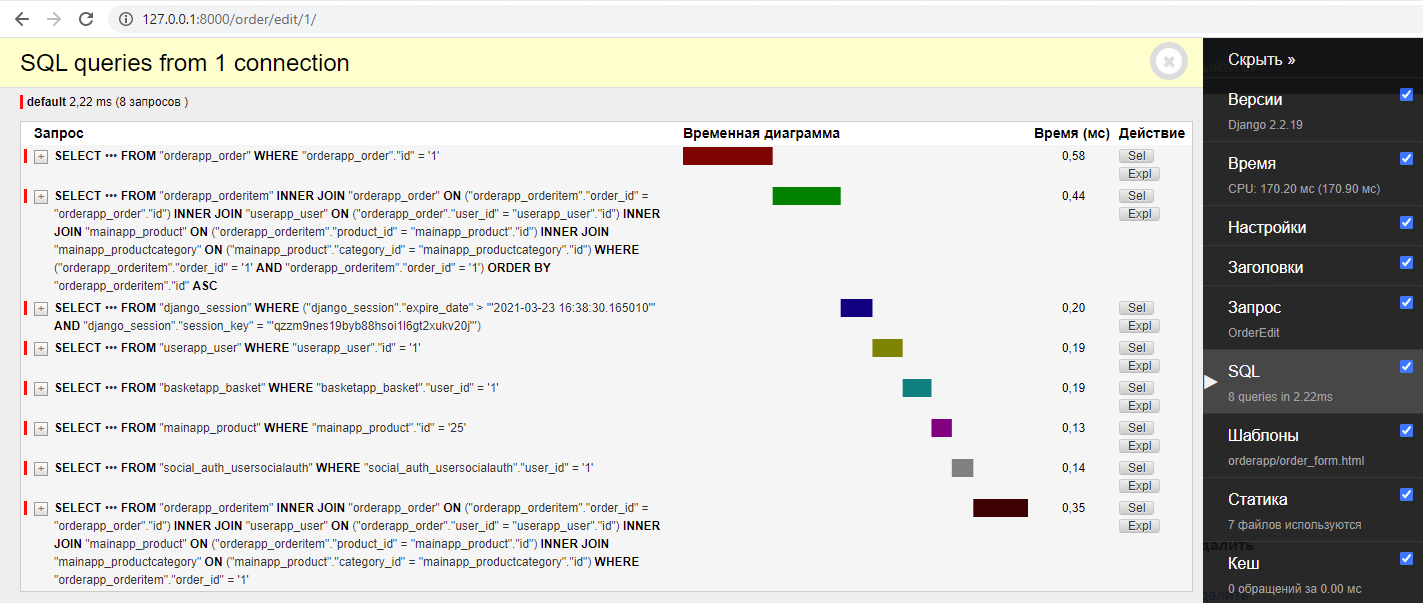 127.0.0.1:8000/order/edit/1/
SQL queries from 1 connection
default 2,22 ms (8 запросов )
Запрос Временная диаграмма Время (мс) Действие
+ SELECT ••• FROM "orderapp_order" WHERE "orderapp_order"."id" = '1' 0,58 Sel
Expl
+ SELECT ••• FROM "orderapp_orderitem" INNER JOIN "orderapp_order" ON ("orderapp_orderitem"."order_id" = 0,44 Sel
"orderapp_order"."id") INNER JOIN "userapp_user" ON ("orderapp_order"."user_id" = "userapp_user"."id") INNER Expl
JOIN "mainapp_product" ON ("orderapp_orderitem"."product_id" = "mainapp_product"."id") INNER JOIN
"mainapp_productcategory" ON ("mainapp_product"."category_id" = "mainapp_productcategory"."id") WHERE
("orderapp_orderitem"."order_id" = '1' AND "orderapp_orderitem"."order_id" = '1') ORDER BY
"orderapp_orderitem"."id" ASC
+ SELECT ••• FROM "django_session" WHERE ("django_session"."expire_date" > '"2021-03-23 16:38:30.165010"' 0,20 Sel
AND "django_session"."session_key" = '"qzzm9nes19byb88hsoi1l6gt2xukv20j"') Expl
+ SELECT ••• FROM "userapp_user" WHERE "userapp_user"."id" = '1' 0,19 Sel
Expl
+ SELECT ••• FROM "basketapp_basket" WHERE "basketapp_basket"."user_id" = '1' 0,19 Sel
Expl
+ SELECT ••• FROM "mainapp_product" WHERE "mainapp_product"."id" = '25' 0,13 Sel
Expl
+ SELECT ••• FROM "social_auth_usersocialauth" WHERE "social_auth_usersocialauth"."user_id" = '1' 0,14 Sel
Expl
+ SELECT ••• FROM "orderapp_orderitem" INNER JOIN "orderapp_order" ON ("orderapp_orderitem"."order_id" = 0,35 Sel
"orderapp_order"."id") INNER JOIN "userapp_user" ON ("orderapp_order"."user_id" = "userapp_user"."id") INNER Expl
JOIN "mainapp_product" ON ("orderapp_orderitem"."product_id" = "mainapp_product"."id") INNER JOIN
"mainapp_productcategory" ON ("mainapp_product"."category_id" = "mainapp_productcategory"."id") WHERE
"orderapp_orderitem"."order_id" = '1'
Скрыть »
Версии
Django 2.2.19
Время
CPU: 170.20 мс (170.90 мс)
Настройки
Заголовки
Запрос
OrderEdit
SQL
8 queries in 2.22ms
Шаблоны
orderapp/order_form.html
Статика
7 файлов используются
Кеш
0 обращений за 0.00 мс